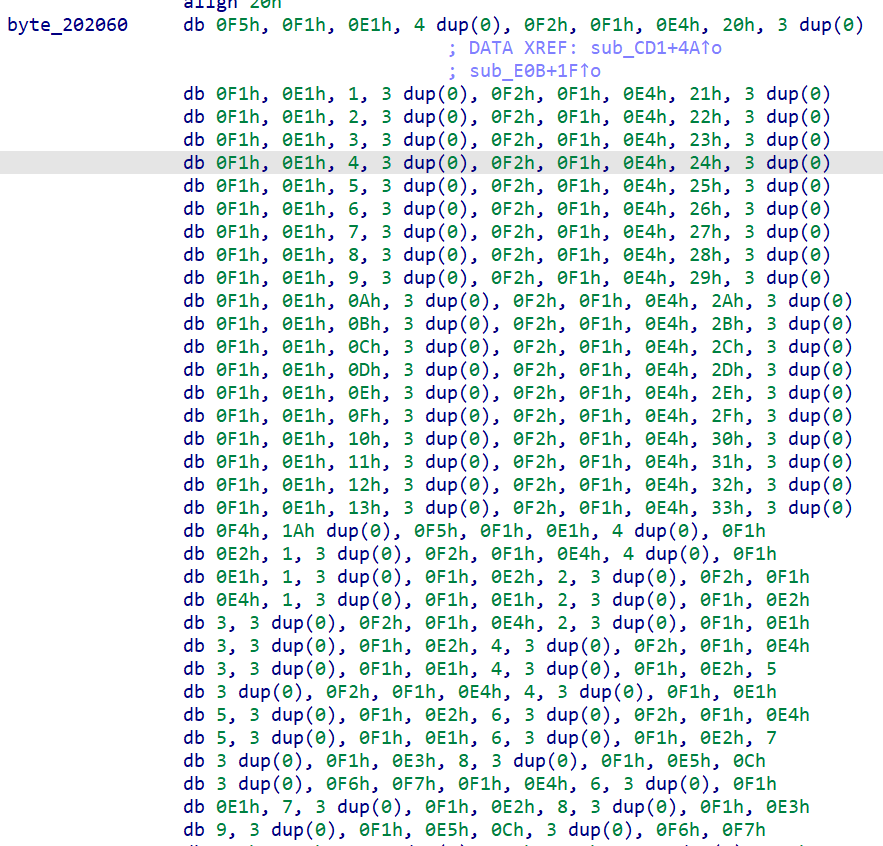 align 20h
byte_202060 db 0F5h, 0F1h, 0E1h, 4 dup(0), 0F2h, 0F1h, 0E4h, 20h, 3 dup(0)
; DATA XREF: sub_CD1+4A↑o
; sub_E0B+1F↑o
db 0F1h, 0E1h, 1, 3 dup(0), 0F2h, 0F1h, 0E4h, 21h, 3 dup(0)
db 0F1h, 0E1h, 2, 3 dup(0), 0F2h, 0F1h, 0E4h, 22h, 3 dup(0)
db 0F1h, 0E1h, 3, 3 dup(0), 0F2h, 0F1h, 0E4h, 23h, 3 dup(0)
db 0F1h, 0E1h, 4, 3 dup(0), 0F2h, 0F1h, 0E4h, 24h, 3 dup(0)
db 0F1h, 0E1h, 5, 3 dup(0), 0F2h, 0F1h, 0E4h, 25h, 3 dup(0)
db 0F1h, 0E1h, 6, 3 dup(0), 0F2h, 0F1h, 0E4h, 26h, 3 dup(0)
db 0F1h, 0E1h, 7, 3 dup(0), 0F2h, 0F1h, 0E4h, 27h, 3 dup(0)
db 0F1h, 0E1h, 8, 3 dup(0), 0F2h, 0F1h, 0E4h, 28h, 3 dup(0)
db 0F1h, 0E1h, 9, 3 dup(0), 0F2h, 0F1h, 0E4h, 29h, 3 dup(0)
db 0F1h, 0E1h, 0Ah, 3 dup(0), 0F2h, 0F1h, 0E4h, 2Ah, 3 dup(0)
db 0F1h, 0E1h, 0Bh, 3 dup(0), 0F2h, 0F1h, 0E4h, 2Bh, 3 dup(0)
db 0F1h, 0E1h, 0Ch, 3 dup(0), 0F2h, 0F1h, 0E4h, 2Ch, 3 dup(0)
db 0F1h, 0E1h, 0Dh, 3 dup(0), 0F2h, 0F1h, 0E4h, 2Dh, 3 dup(0)
db 0F1h, 0E1h, 0Eh, 3 dup(0), 0F2h, 0F1h, 0E4h, 2Eh, 3 dup(0)
db 0F1h, 0E1h, 0Fh, 3 dup(0), 0F2h, 0F1h, 0E4h, 2Fh, 3 dup(0)
db 0F1h, 0E1h, 10h, 3 dup(0), 0F2h, 0F1h, 0E4h, 30h, 3 dup(0)
db 0F1h, 0E1h, 11h, 3 dup(0), 0F2h, 0F1h, 0E4h, 31h, 3 dup(0)
db 0F1h, 0E1h, 12h, 3 dup(0), 0F2h, 0F1h, 0E4h, 32h, 3 dup(0)
db 0F1h, 0E1h, 13h, 3 dup(0), 0F2h, 0F1h, 0E4h, 33h, 3 dup(0)
db 0F4h, 1Ah dup(0), 0F5h, 0F1h, 0E1h, 4 dup(0), 0F1h
db 0E2h, 1, 3 dup(0), 0F2h, 0F1h, 0E4h, 4 dup(0), 0F1h
db 0E1h, 1, 3 dup(0), 0F1h, 0E2h, 2, 3 dup(0), 0F2h, 0F1h
db 0E4h, 1, 3 dup(0), 0F1h, 0E1h, 2, 3 dup(0), 0F1h, 0E2h
db 3, 3 dup(0), 0F2h, 0F1h, 0E4h, 2, 3 dup(0), 0F1h, 0E1h
db 3, 3 dup(0), 0F1h, 0E2h, 4, 3 dup(0), 0F2h, 0F1h, 0E4h
db 3, 3 dup(0), 0F1h, 0E1h, 4, 3 dup(0), 0F1h, 0E2h, 5
db 3 dup(0), 0F2h, 0F1h, 0E4h, 4, 3 dup(0), 0F1h, 0E1h
db 5, 3 dup(0), 0F1h, 0E2h, 6, 3 dup(0), 0F2h, 0F1h, 0E4h
db 5, 3 dup(0), 0F1h, 0E1h, 6, 3 dup(0), 0F1h, 0E2h, 7
db 3 dup(0), 0F1h, 0E3h, 8, 3 dup(0), 0F1h, 0E5h, 0Ch
db 3 dup(0), 0F6h, 0F7h, 0F1h, 0E4h, 6, 3 dup(0), 0F1h
db 0E1h, 7, 3 dup(0), 0F1h, 0E2h, 8, 3 dup(0), 0F1h, 0E3h
db 9, 3 dup(0), 0F1h, 0E5h, 0Ch, 3 dup(0), 0F6h, 0F7h